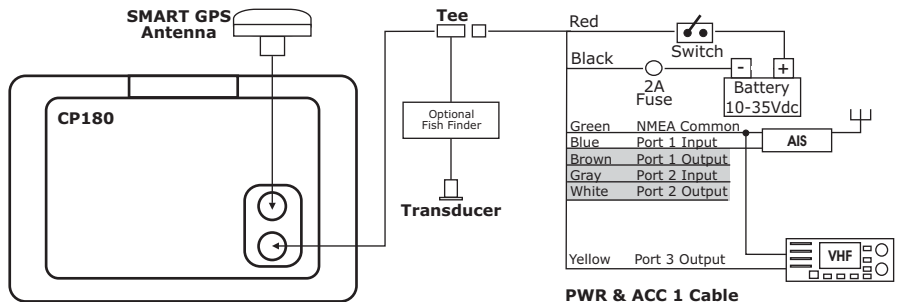 SMART GPS
Antenna
CP180
Tee
Optional
Fish Finder
Transducer
Red
Switch
Black
2A
Fuse
- +
Battery
10-35Vdc
Green NMEA Common
Blue Port 1 Input
Brown Port 1 Output
Gray Port 2 Input
White Port 2 Output
AIS
Yellow Port 3 Output
VHF
PWR & ACC 1 Cable